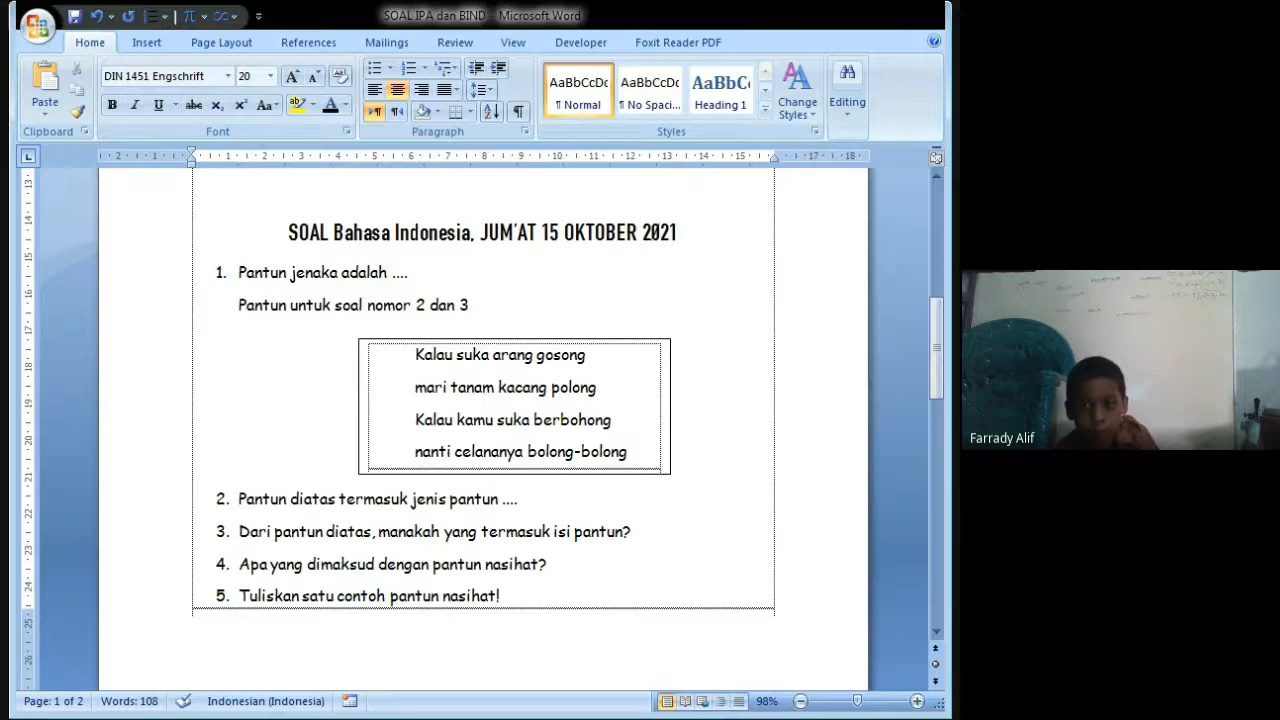 SOAL IPA dan BIND - Microsoft Word
Home Insert Page Layout References Mailings Review View Developer Foxit Reader PDF
DIN 1451 Engschrift 20
AaBbCcDc AaBbCcDc AaBbCc
Paste ¶ Normal ¶ No Spaci... Heading 1 Change Styles Editing
Clipboard Font Paragraph Styles
SOAL Bahasa Indonesia, JUM'AT 15 OKTOBER 2021
1. Pantun jenaka adalah ....
Pantun untuk soal nomor 2 dan 3
Kalau suka arang gosong
mari tanam kacang polong
Kalau kamu suka berbohong
nanti celananya bolong-bolong
2. Pantun diatas termasuk jenis pantun ....
3. Dari pantun diatas, manakah yang termasuk isi pantun?
4. Apa yang dimaksud dengan pantun nasihat?
5. Tuliskan satu contoh pantun nasihat!
Farrady Alif
Page: 1 of 2 Words: 108 Indonesian (Indonesia) 98%